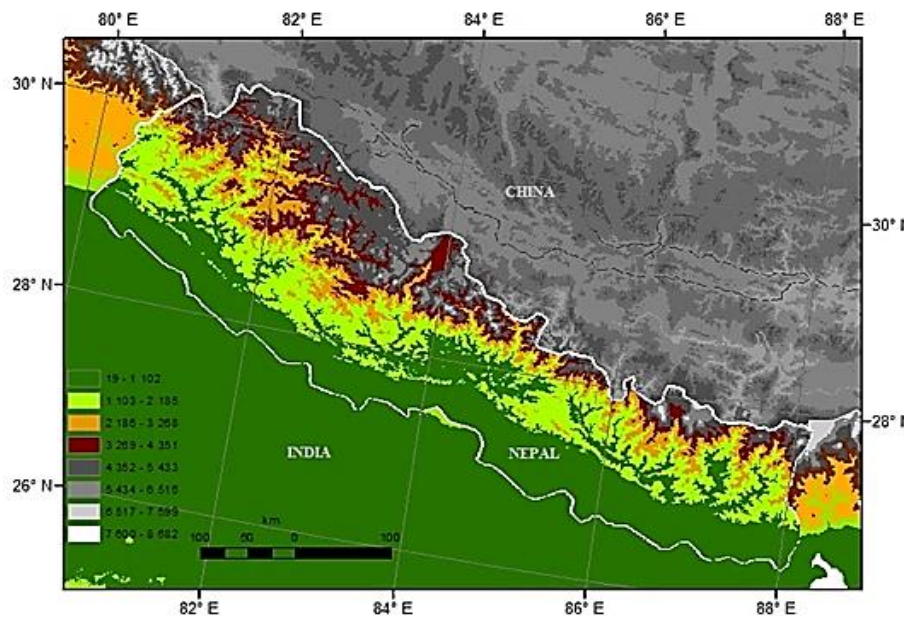 80° E 82° E 84° E 86° E 88° E
30° N
CHINA
30° N
28° N
19 - 1 102
1 103 - 2 185
2 186 - 3 268
3 269 - 4 351
4 352 - 5 433
5 434 - 6 516
6 517 - 7 599
7 600 - 8 682
28° N
INDIA
NEPAL
26° N
km
100 50 0 100
82° E 84° E 86° E 88° E